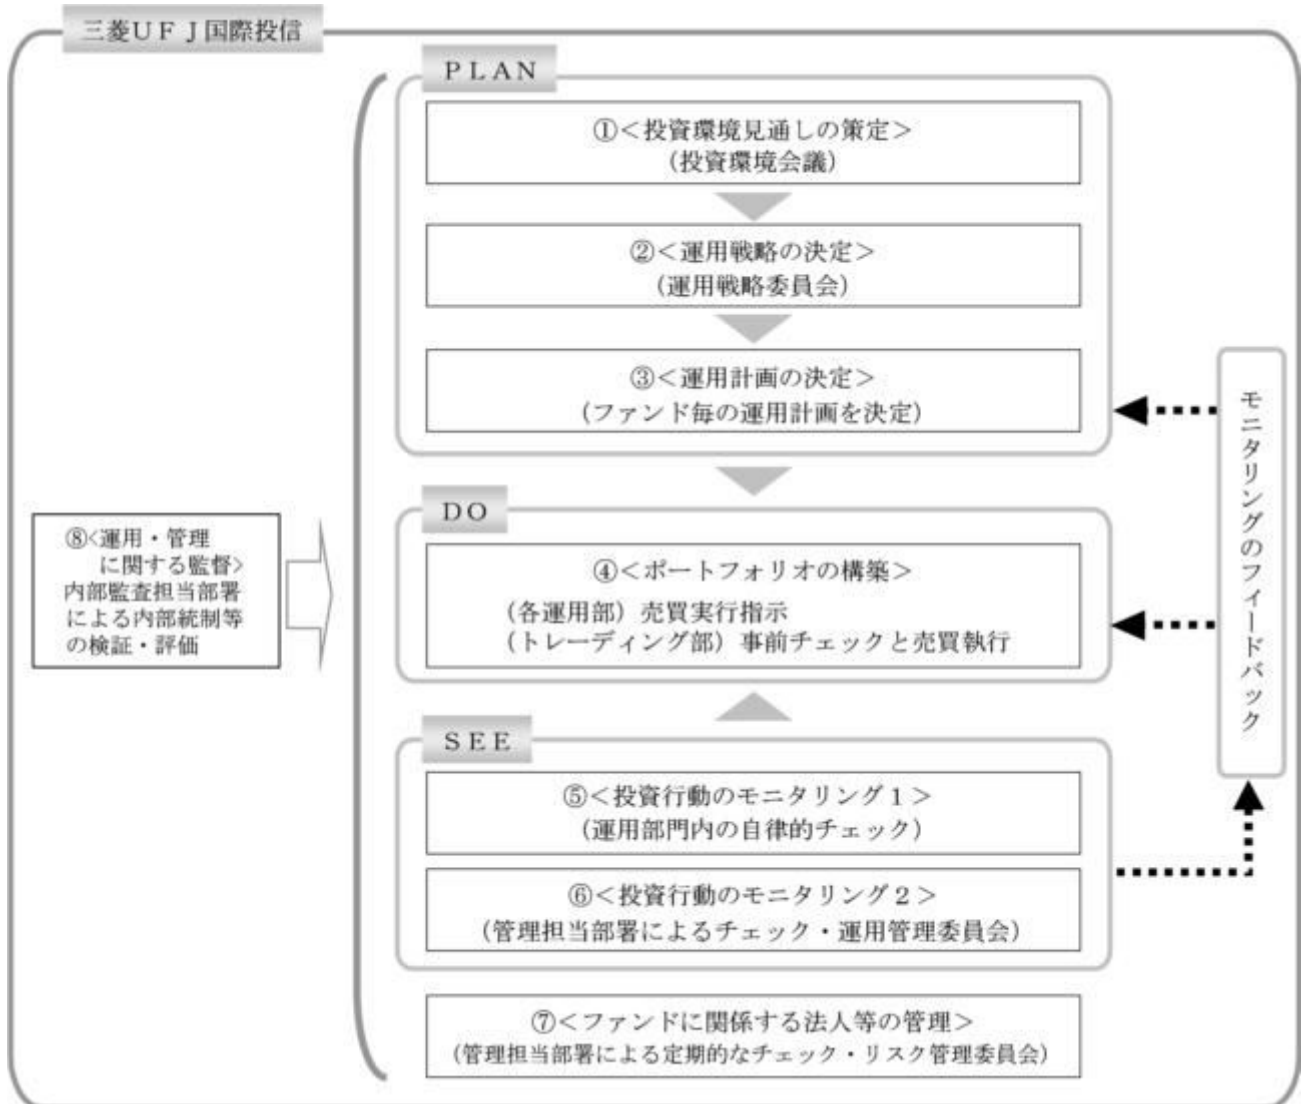 三菱ＵＦＪ国際投信
ＰＬＡＮ
①＜投資環境見通しの策定＞
（投資環境会議）
②＜運用戦略の決定＞
（運用戦略委員会）
③＜運用計画の決定＞
（ファンド毎の運用計画を決定）
ＤＯ
④＜ポートフォリオの構築＞
（各運用部）売買実行指示
（トレーディング部）事前チェックと売買執行
ＳＥＥ
⑤＜投資行動のモニタリング１＞
（運用部門内の自律的チェック）
⑥＜投資行動のモニタリング２＞
（管理担当部署によるチェック・運用管理委員会）
⑦＜ファンドに関係する法人等の管理＞
（管理担当部署による定期的なチェック・リスク管理委員会）
⑧<運用・管理
に関する監督>
内部監査担当部署
による内部統制等
の検証・評価
モニタリングのフィードバック